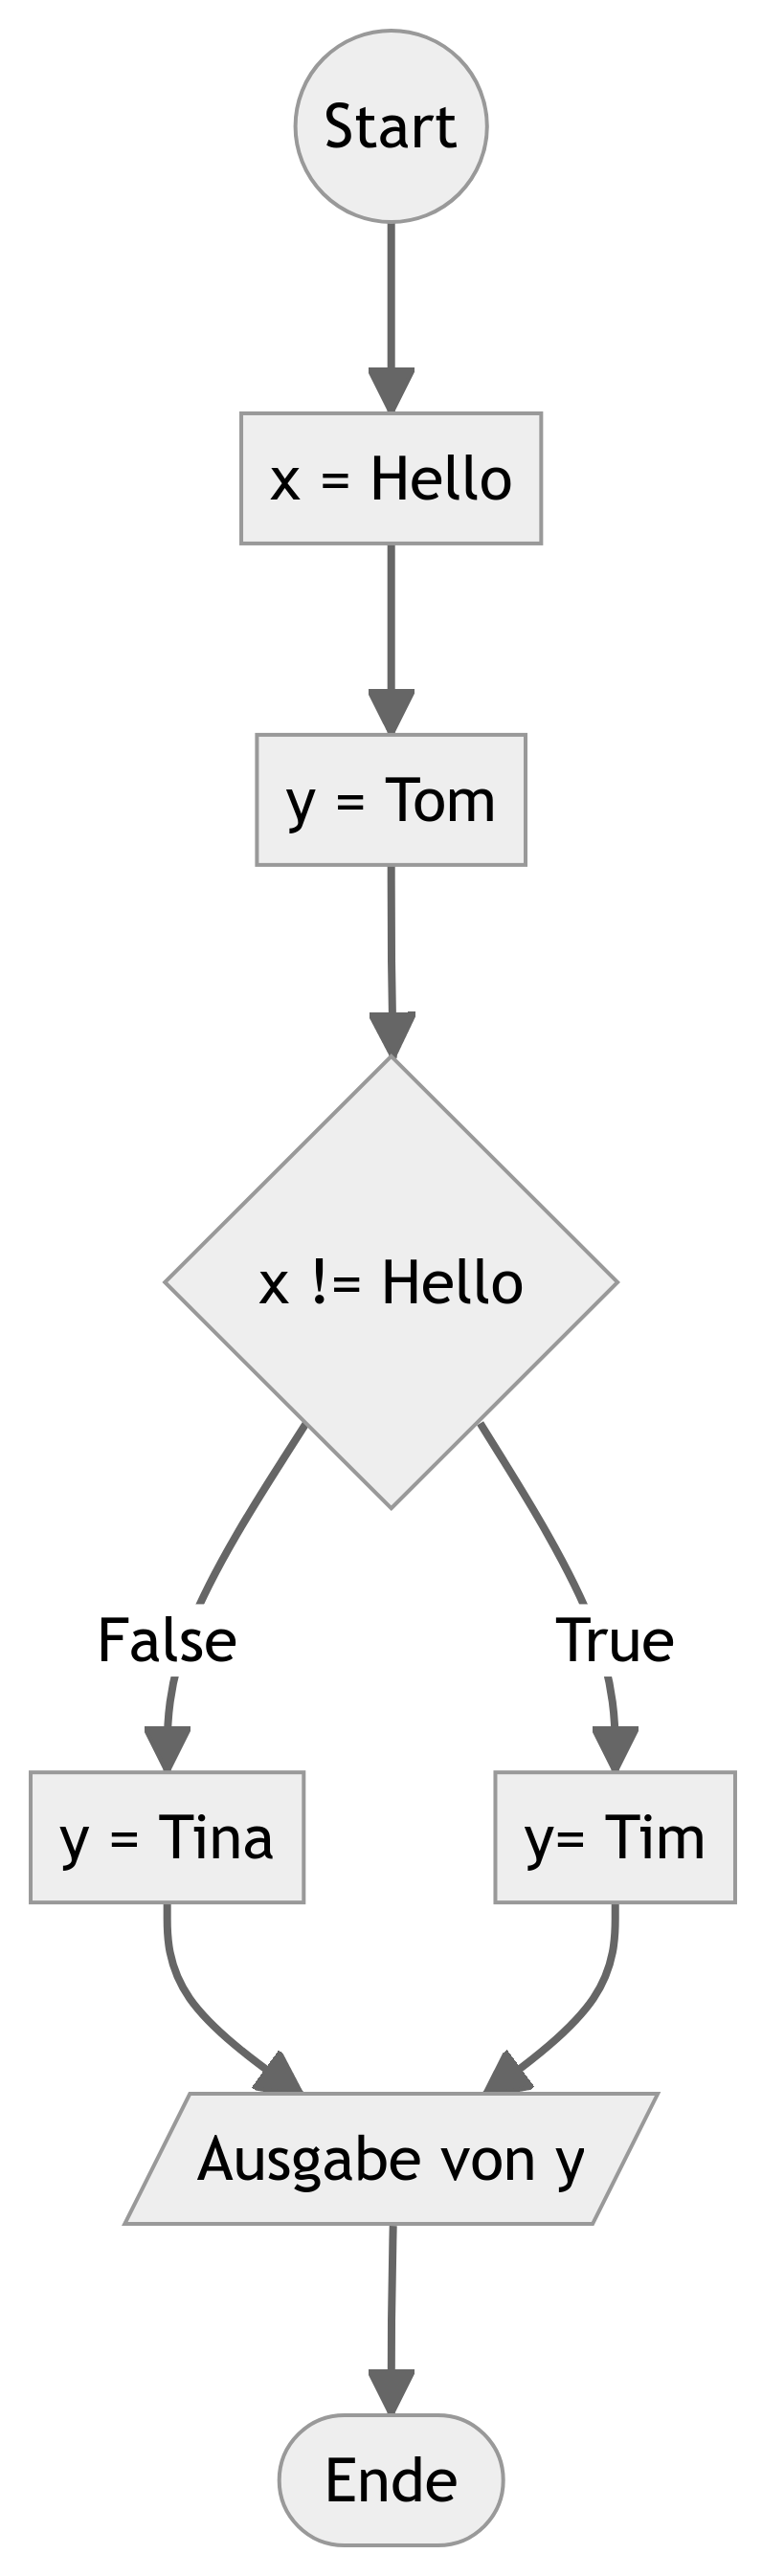 Start
x = Hello
y = Tom
x != Hello
False
True
y = Tina
y= Tim
Ausgabe von y
Ende